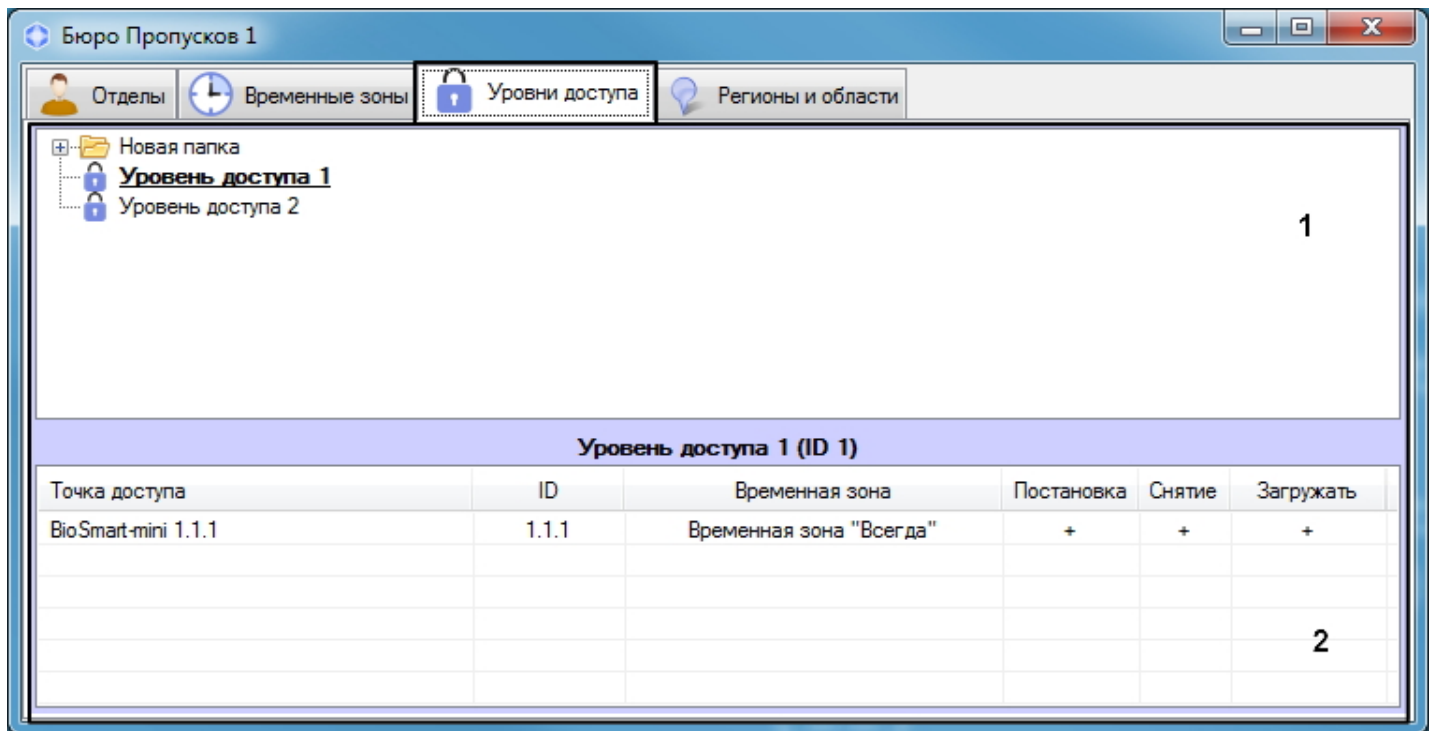 Бюро Пропусков 1
Отделы Временные зоны Уровни доступа Регионы и области
Новая папка
Уровень доступа 1
Уровень доступа 2
1
Уровень доступа 1 (ID 1)
Точка доступа ID Временная зона Постановка Снятие Загружать
BioSmart-mini 1.1.1 1.1.1 Временная зона "Всегда" + + +
2